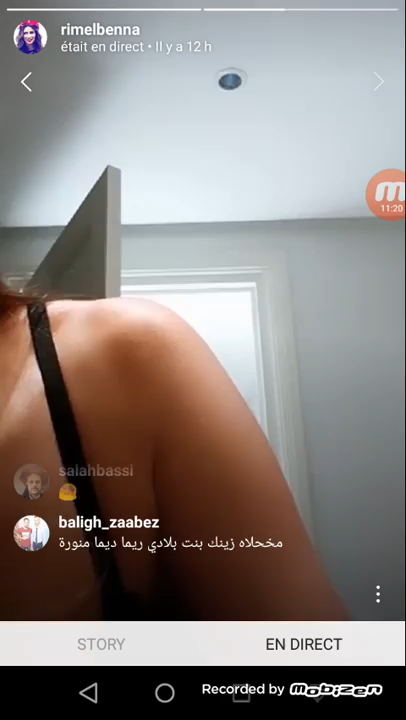 rimelbenna
était en direct • Il y a 12 h
11:20
salahbassi
baligh_zaabez
مخحلاه زينك بنت بلادي ريما ديما منورة
STORY
EN DIRECT
Recorded by Mobizen